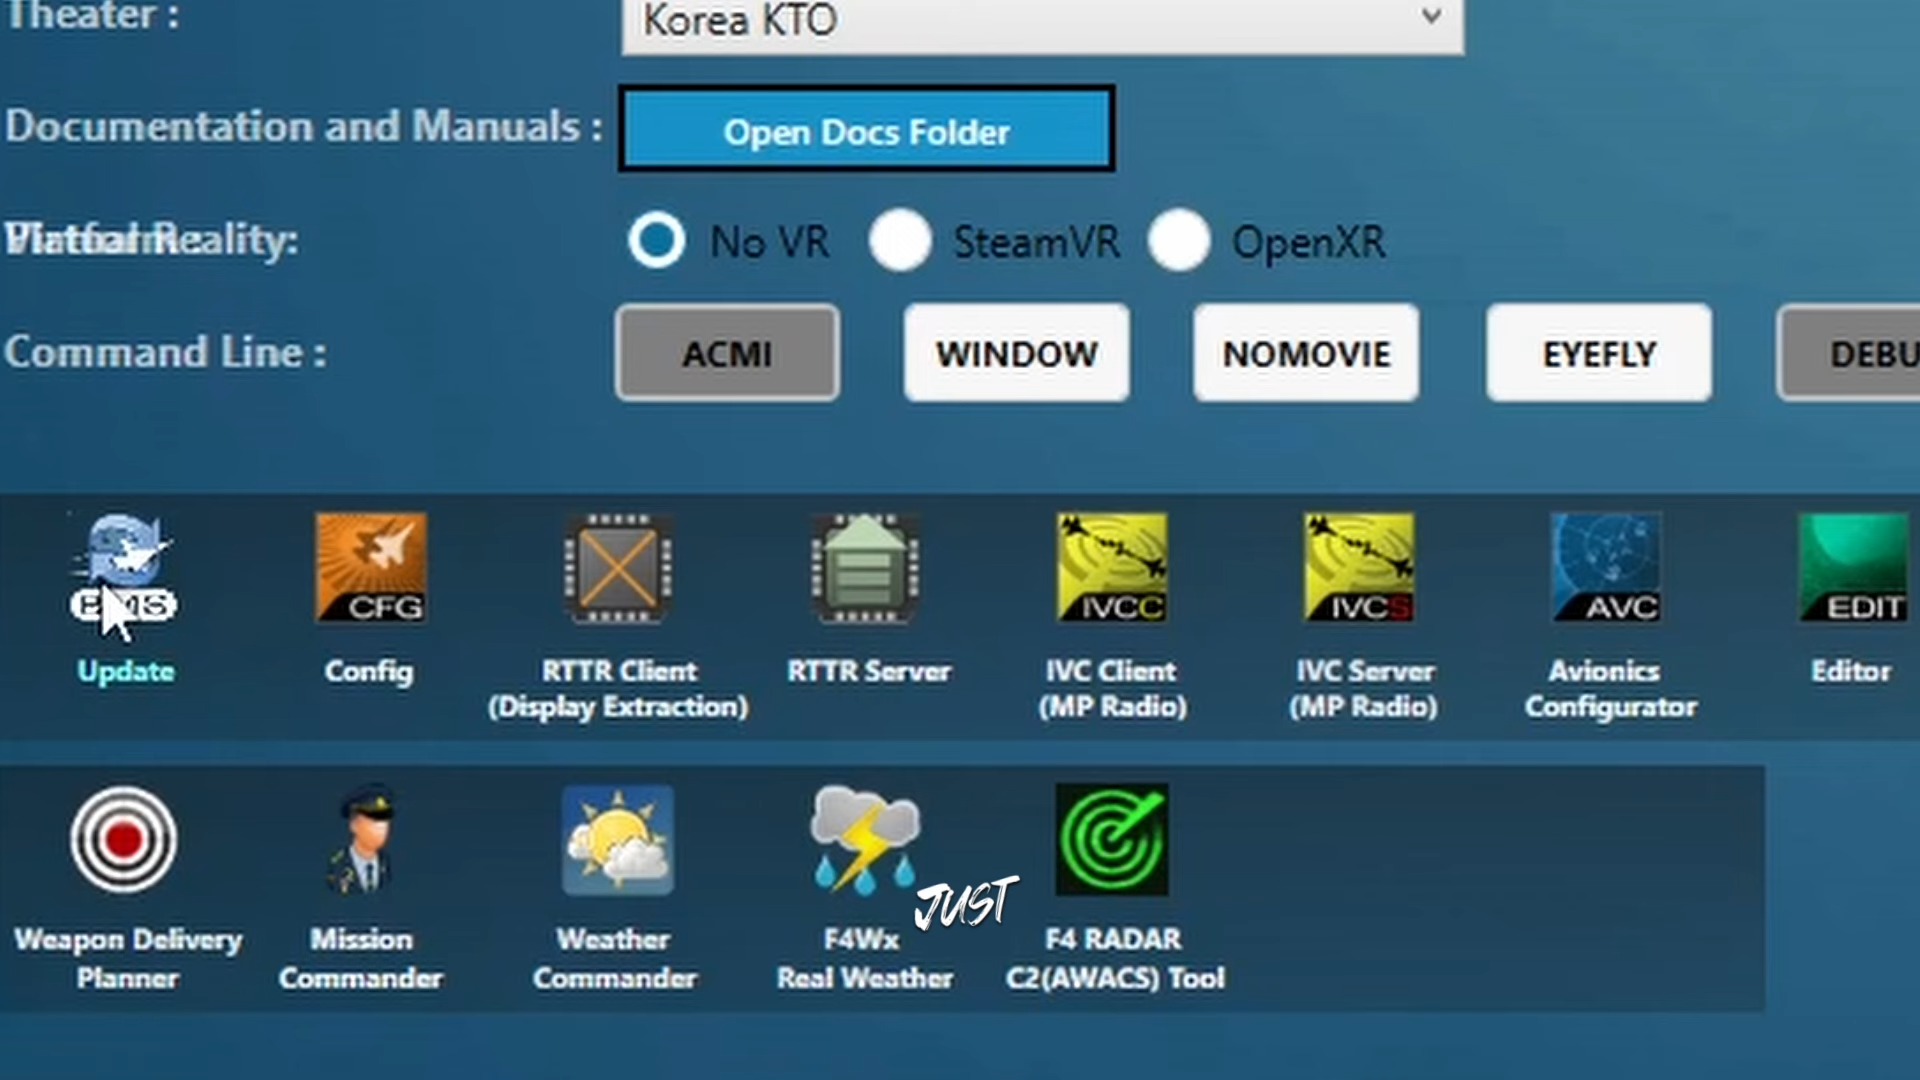 Theater :
Korea KTO
Documentation and Manuals :
Open Docs Folder
Reality:
No VR
SteamVR
OpenXR
Command Line :
ACMI
WINDOW
NOMOVIE
EYEFLY
DEBU
CFG
IVCC
IVCS
AVC
EDIT
Update
Config
RTTR Client
(Display Extraction)
RTTR Server
IVC Client
(MP Radio)
IVC Server
(MP Radio)
Avionics
Configurator
Editor
JUST
Weapon Delivery
Planner
Mission
Commander
Weather
Commander
F4Wx
Real Weather
F4 RADAR
C2(AWACS) Tool